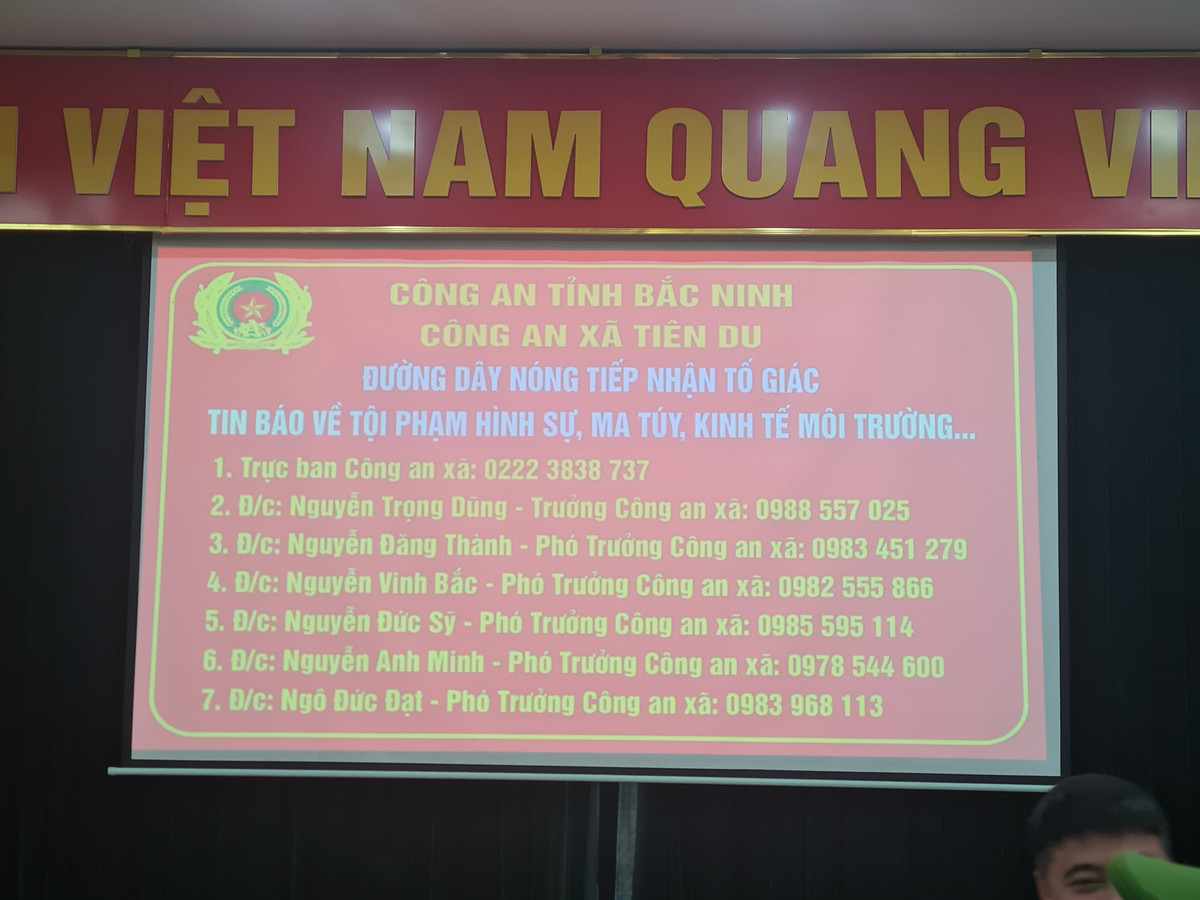 VIỆT NAM QUANG VI
CÔNG AN TỈNH BẮC NINH
CÔNG AN XÃ TIÊN DU
ĐƯỜNG DÂY NÓNG TIẾP NHẬN TỐ GIÁC
TIN BÁO VỀ TỘI PHẠM HÌNH SỰ, MA TÚY, KINH TẾ MÔI TRƯỜNG...
1. Trực ban Công an xã: 0222 3838 737
2. Đ/c: Nguyễn Trọng Dũng - Trưởng Công an xã: 0988 557 025
3. Đ/c: Nguyễn Đăng Thành - Phó Trưởng Công an xã: 0983 451 279
4. Đ/c: Nguyễn Vinh Bắc - Phó Trưởng Công an xã: 0982 555 866
5. Đ/c: Nguyễn Đức Sỹ - Phó Trưởng Công an xã: 0985 595 114
6. Đ/c: Nguyễn Anh Minh - Phó Trưởng Công an xã: 0978 544 600
7. Đ/c: Ngô Đức Đạt - Phó Trưởng Công an xã: 0983 968 113